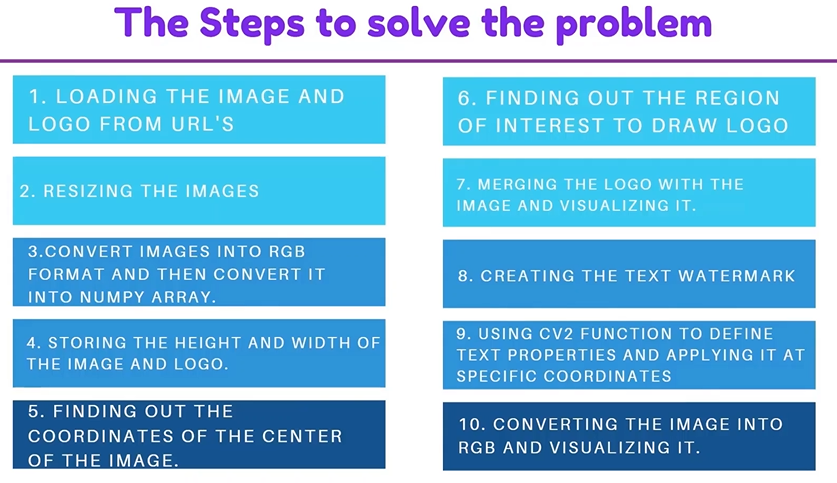 The Steps to solve the problem
1. LOADING THE IMAGE AND
LOGO FROM URL'S
2. RESIZING THE IMAGES
3.CONVERT IMAGES INTO RGB
FORMAT AND THEN CONVERT IT
INTO NUMPY ARRAY.
4. STORING THE HEIGHT AND WIDTH OF
THE IMAGE AND LOGO.
5. FINDING OUT THE
COORDINATES OF THE CENTER
OF THE IMAGE.
6. FINDING OUT THE REGION
OF INTEREST TO DRAW LOGO
7. MERGING THE LOGO WITH THE
IMAGE AND VISUALIZING IT.
8. CREATING THE TEXT WATERMARK
9. USING CV2 FUNCTION TO DEFINE
TEXT PROPERTIES AND APPLYING IT AT
SPECIFIC COORDINATES
10. CONVERTING THE IMAGE INTO
RGB AND VISUALIZING IT.